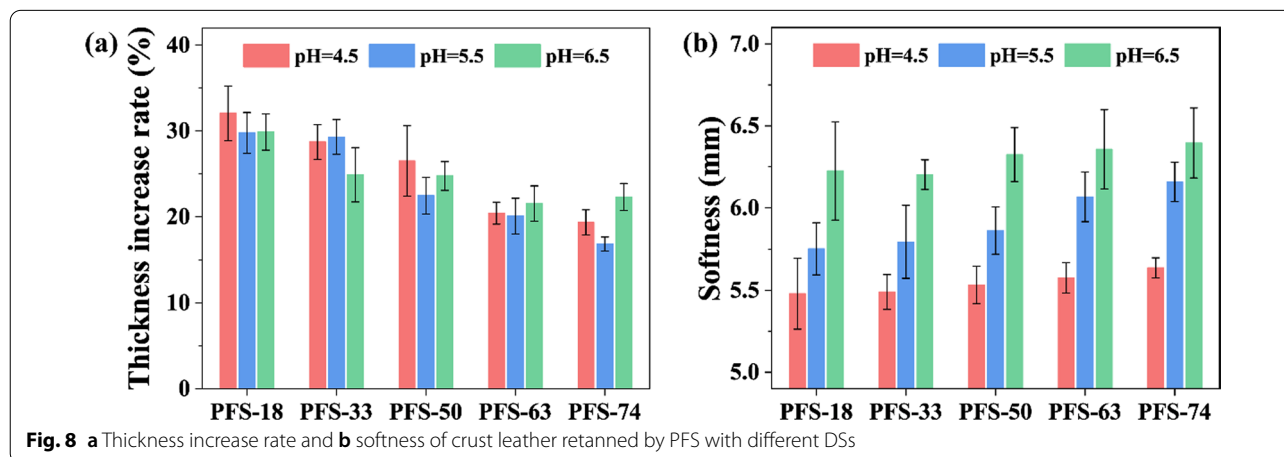 (a)
Thickness increase rate (%)
40
30
20
10
0
pH=4.5 pH=5.5 pH=6.5
PFS-18 PFS-33 PFS-50 PFS-63 PFS-74
(b)
Softness (mm)
7.0
6.5
6.0
5.5
5.0
pH=4.5 pH=5.5 pH=6.5
PFS-18 PFS-33 PFS-50 PFS-63 PFS-74
Fig. 8 a Thickness increase rate and b softness of crust leather retanned by PFS with different DSs